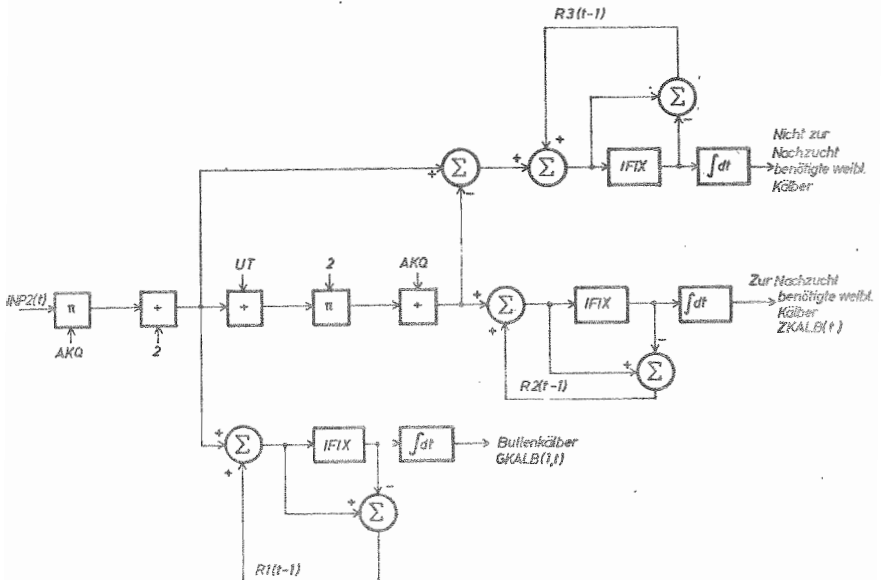 R3(t-1)
Σ
+
-
IFIX
∫dt
Nicht zur
Nachzucht
benötigte weibl.
Kälber
Σ
+
-
+
Σ
+
UT
2
AKQ
INP2(t)
π
÷
÷
π
÷
AKQ
2
+
Σ
+
IFIX
∫dt
Zur Nachzucht
benötigte weibl.
Kälber
ZKALB(t)
-
+
Σ
R2(t-1)
+
Σ
+
IFIX
∫dt
Bullenkälber
GKALB(1,t)
-
+
Σ
R1(t-1)